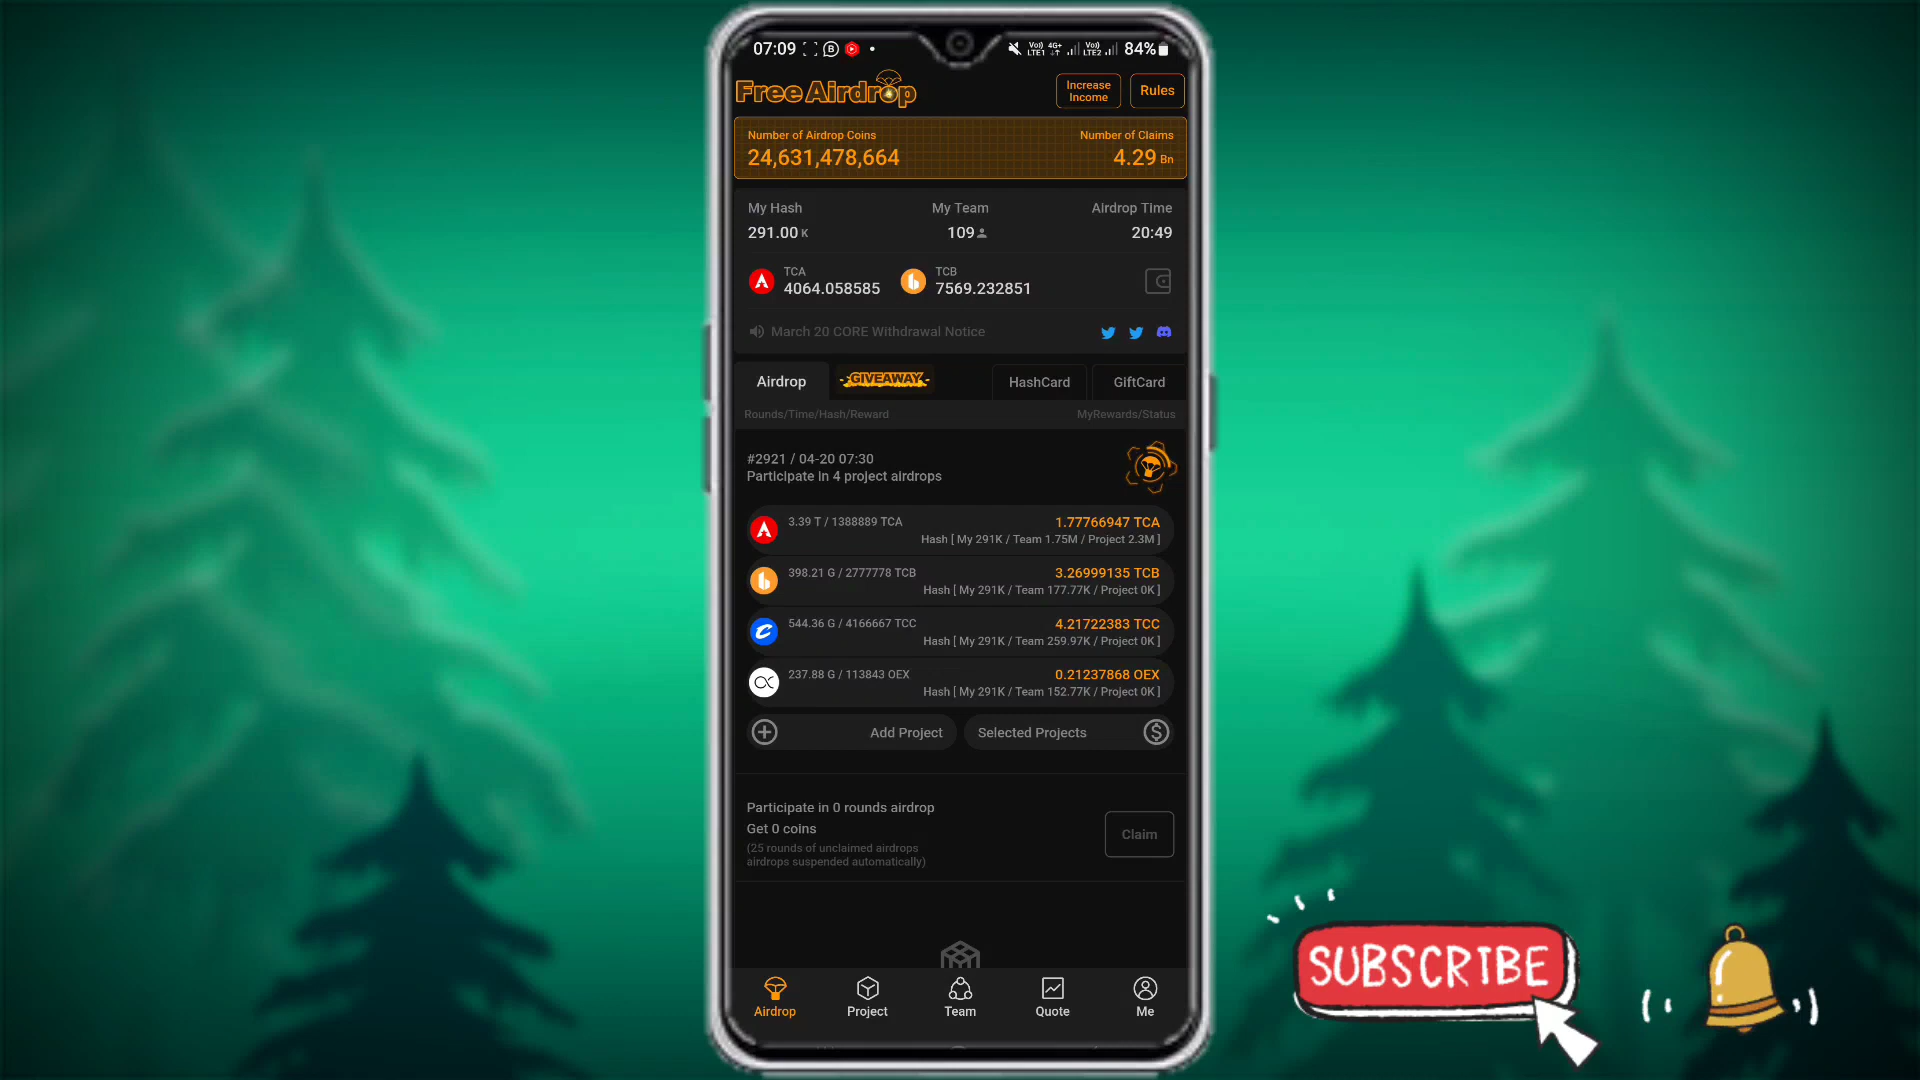 07:09
84%
Free Airdrop
Increase
Income
Rules
Number of Airdrop Coins
Number of Claims
24,631,478,664
4.29 Bn
My Hash
My Team
Airdrop Time
291.00 K
109
20:49
TCA
4064.058585
TCB
7569.232851
March 20 CORE Withdrawal Notice
Airdrop
GIVEAWAY
HashCard
GiftCard
Rounds/Time/Hash/Reward
MyRewards/Status
#2921 / 04-20 07:30
Participate in 4 project airdrops
3.39 T / 1388889 TCA
1.77766947 TCA
Hash [ My 291K / Team 1.75M / Project 2.3M ]
398.21 G / 2777778 TCB
3.26999135 TCB
Hash [ My 291K / Team 177.77K / Project 0K ]
544.36 G / 4166667 TCC
4.21722383 TCC
Hash [ My 291K / Team 259.97K / Project 0K ]
237.88 G / 113843 OEX
0.21237868 OEX
Hash [ My 291K / Team 152.77K / Project 0K ]
Add Project
Selected Projects
Participate in 0 rounds airdrop
Get 0 coins
(25 rounds of unclaimed airdrops
airdrops suspended automatically)
Claim
Airdrop
Project
Team
Quote
Me
SUBSCRIBE